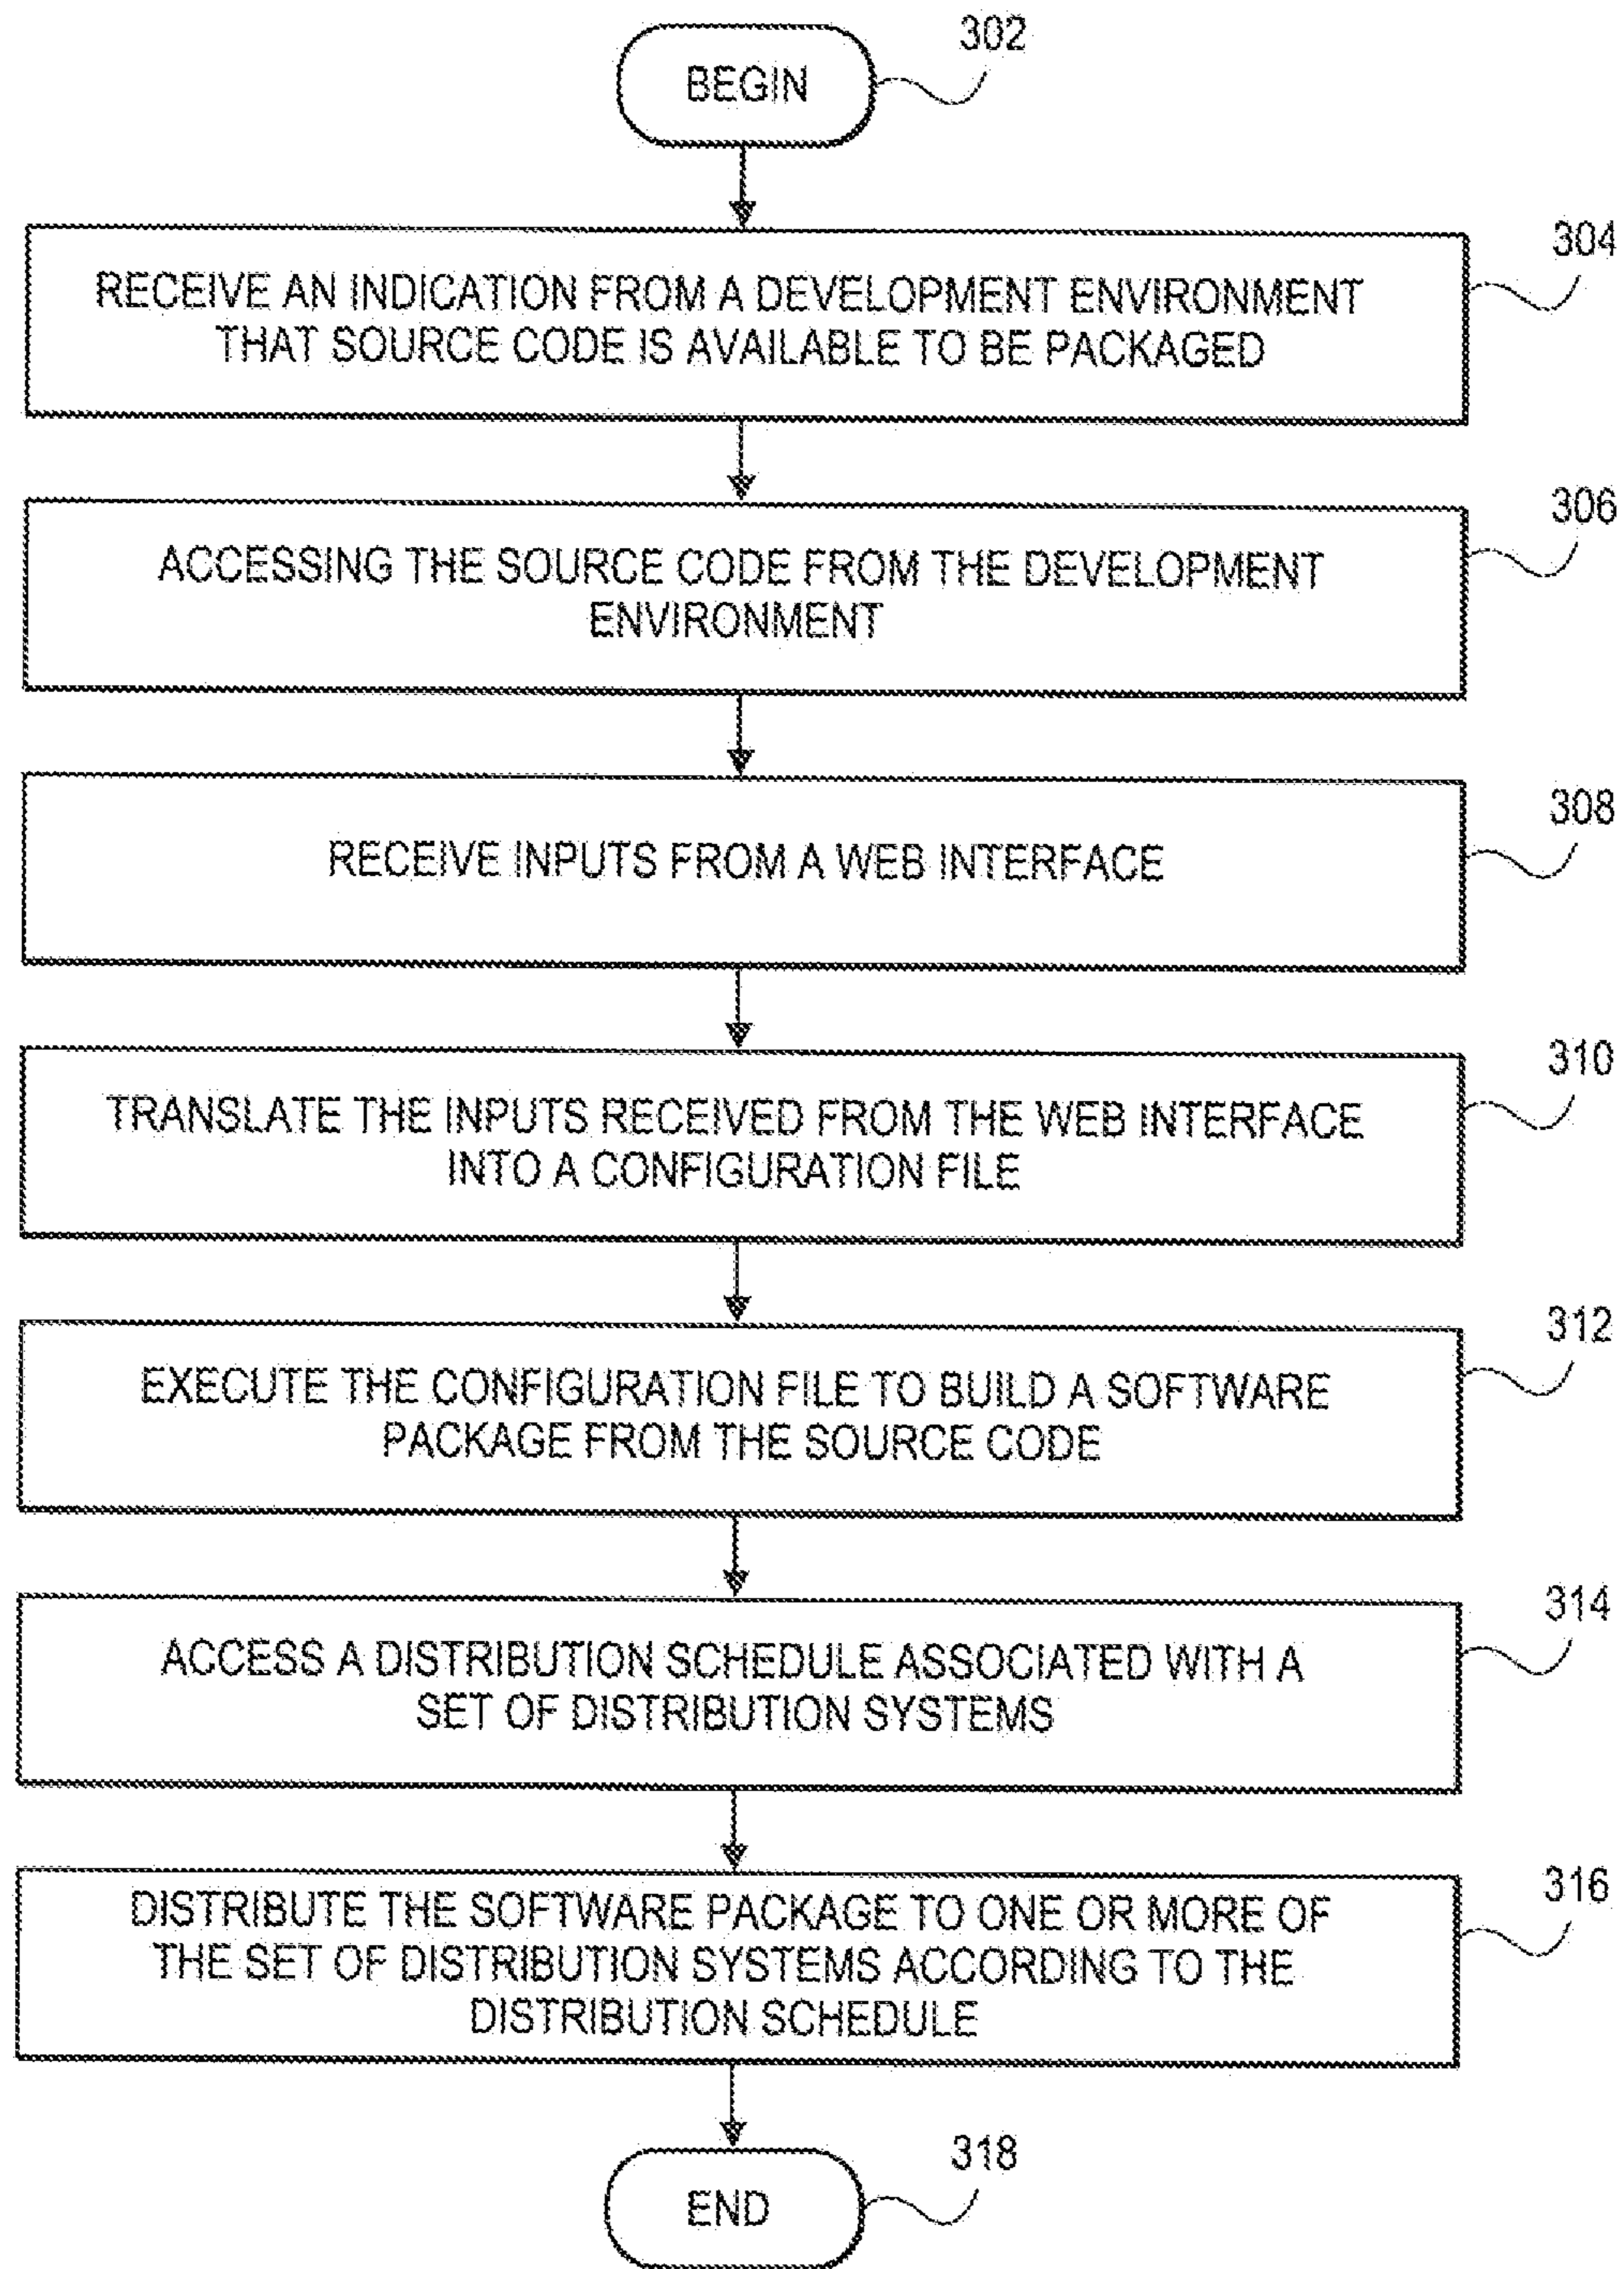 302
BEGIN
304
RECEIVE AN INDICATION FROM A DEVELOPMENT ENVIRONMENT
THAT SOURCE CODE IS AVAILABLE TO BE PACKAGED
306
ACCESSING THE SOURCE CODE FROM THE DEVELOPMENT
ENVIRONMENT
308
RECEIVE INPUTS FROM A WEB INTERFACE
310
TRANSLATE THE INPUTS RECEIVED FROM THE WEB INTERFACE
INTO A CONFIGURATION FILE
312
EXECUTE THE CONFIGURATION FILE TO BUILD A SOFTWARE
PACKAGE FROM THE SOURCE CODE
314
ACCESS A DISTRIBUTION SCHEDULE ASSOCIATED WITH A
SET OF DISTRIBUTION SYSTEMS
316
DISTRIBUTE THE SOFTWARE PACKAGE TO ONE OR MORE OF
THE SET OF DISTRIBUTION SYSTEMS ACCORDING TO THE
DISTRIBUTION SCHEDULE
318
END